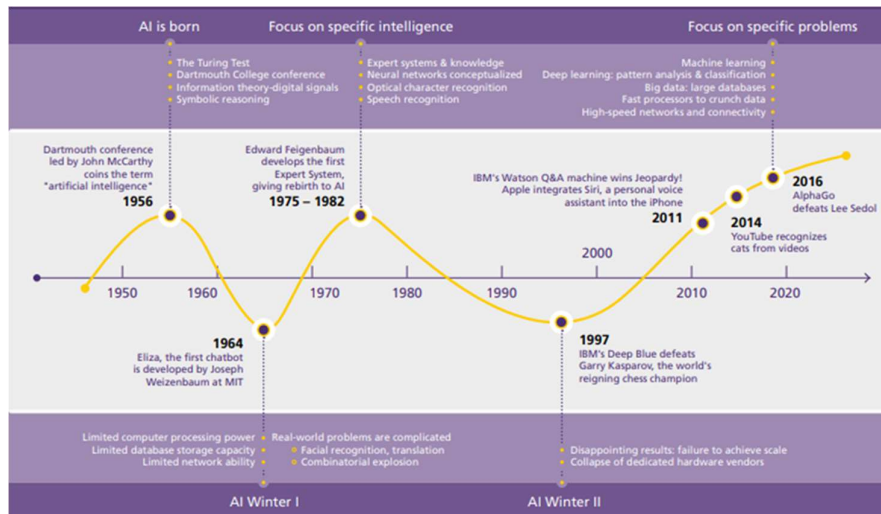 AI is born
Focus on specific intelligence
Focus on specific problems
The Turing Test
Dartmouth College conference
Information theory-digital signals
Symbolic reasoning
Expert systems & knowledge
Neural networks conceptualized
Optical character recognition
Speech recognition
Machine learning
Deep learning: pattern analysis & classification
Big data: large databases
Fast processors to crunch data
High-speed networks and connectivity
Dartmouth conference
led by John McCarthy
coins the term
"artificial intelligence"
1956
Edward Feigenbaum
develops the first
Expert System,
giving rebirth to AI
1975 – 1982
IBM's Watson Q&A machine wins Jeopardy!
Apple integrates Siri, a personal voice
assistant into the iPhone
2011
2014
YouTube recognizes
cats from videos
2016
AlphaGo
defeats Lee Sedol
1950
1960
1970
1980
1990
2000
2010
2020
1964
Eliza, the first chatbot
is developed by Joseph
Weizenbaum at MIT
1997
IBM's Deep Blue defeats
Garry Kasparov, the world's
reigning chess champion
Limited computer processing power
Limited database storage capacity
Limited network ability
Real-world problems are complicated
Facial recognition, translation
Combinatorial explosion
Disappointing results: failure to achieve scale
Collapse of dedicated hardware vendors
AI Winter I
AI Winter II